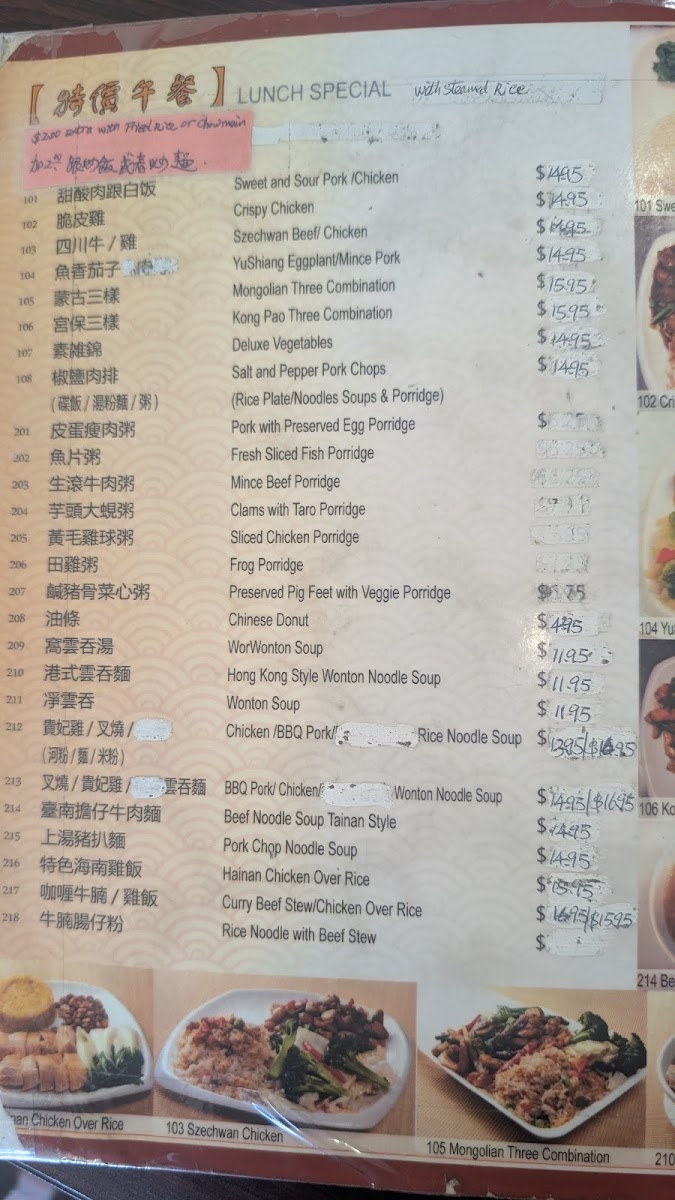 【特價午餐】 LUNCH SPECIAL with steamed Rice
$2.00 extra with Fried Rice or Chowmein
加2.00 跟炒飯或者炒麵.
101 甜酸肉跟白饭 Sweet and Sour Pork /Chicken $14.95
102 脆皮雞 Crispy Chicken $14.95
103 四川牛 / 雞 Szechwan Beef/ Chicken $
104 魚香茄子 肉 YuShiang Eggplant/Mince Pork $14.95
105 蒙古三樣 Mongolian Three Combination $15.95
106 宮保三樣 Kong Pao Three Combination $15.95
107 素雑錦 Deluxe Vegetables $14.95
108 椒鹽肉排 Salt and Pepper Pork Chops $14.95
( 碟飯 / 湯粉麵 / 粥 ) (Rice Plate/Noodles Soups & Porridge)
201 皮蛋瘦肉粥 Pork with Preserved Egg Porridge $
202 魚片粥 Fresh Sliced Fish Porridge
203 生滾牛肉粥 Mince Beef Porridge
204 芋頭大蜆粥 Clams with Taro Porridge
205 黃毛雞球粥 Sliced Chicken Porridge
206 田雞粥 Frog Porridge
207 鹹豬骨菜心粥 Preserved Pig Feet with Veggie Porridge
208 油條 Chinese Donut $4.95
209 窩雲吞湯 WorWonton Soup $11.95
210 港式雲吞麵 Hong Kong Style Wonton Noodle Soup $11.95
211 淨雲吞 Wonton Soup $11.95
212 貴妃雞 / 叉燒 / Chicken /BBQ Pork/ Rice Noodle Soup $13.95/$14.95
( 河粉 / 麵 / 米粉 )
213 叉燒 / 貴妃雞 / 雲吞麵 BBQ Pork/ Chicken/ Wonton Noodle Soup $14.95/$16.95
214 臺南擔仔牛肉麵 Beef Noodle Soup Tainan Style $14.95
215 上湯豬扒麵 Pork Chop Noodle Soup $14.95
216 特色海南雞飯 Hainan Chicken Over Rice $15.95
217 咖喱牛腩 / 雞飯 Curry Beef Stew/Chicken Over Rice $16.95/$15.95
218 牛腩腸仔粉 Rice Noodle with Beef Stew $
nan Chicken Over Rice
103 Szechwan Chicken
105 Mongolian Three Combination
210
101 Swe
102 Cri
104 Yu
106 Ko
214 Be